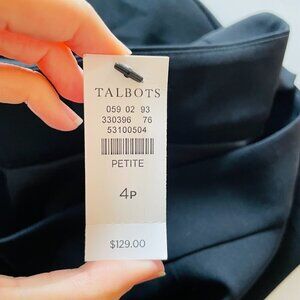 TALBOTS
059 02 93
330396 76
53100504
PETITE
4P
$129.00